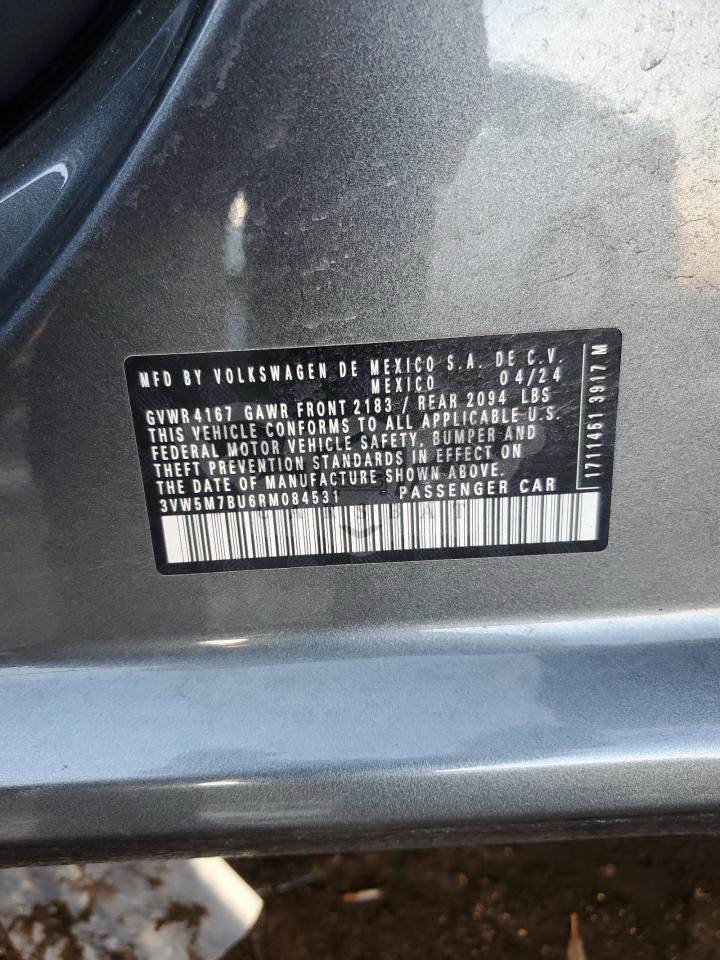 MFD BY VOLKSWAGEN DE MEXICO S.A. DE C.V.
MEXICO 04/24
GVWR 4167 GAWR FRONT 2183 / REAR 2094 LBS
THIS VEHICLE CONFORMS TO ALL APPLICABLE U.S.
FEDERAL MOTOR VEHICLE SAFETY, BUMPER AND
THEFT PREVENTION STANDARDS IN EFFECT ON
THE DATE OF MANUFACTURE SHOWN ABOVE.
3VW5M7BU6RM084531 PASSENGER CAR
1711461 3917 M